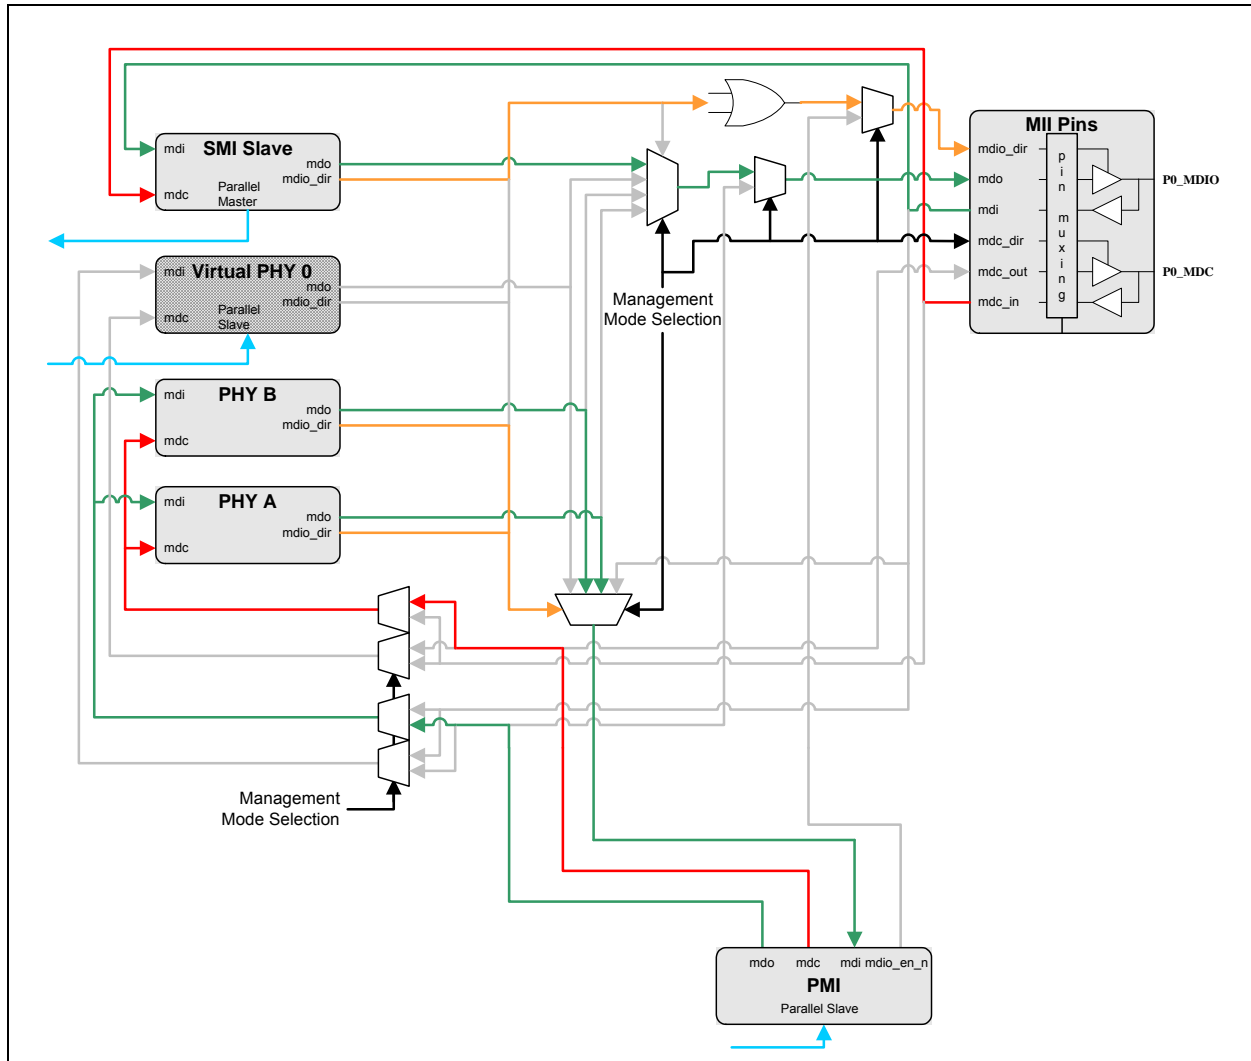 SMI Slave
mdi
mdo
mdio_dir
mdc
Parallel
Master
MII Pins
mdio_dir
mdo
mdi
mdc_dir
mdc_out
mdc_in
pin muxing
P0_MDIO
P0_MDC
Virtual PHY 0
mdi
mdo
mdio_dir
mdc
Parallel
Slave
Management
Mode Selection
PHY B
mdi
mdo
mdio_dir
mdc
PHY A
mdi
mdo
mdio_dir
mdc
Management
Mode Selection
mdo
mdc
mdi
mdio_en_n
PMI
Parallel Slave